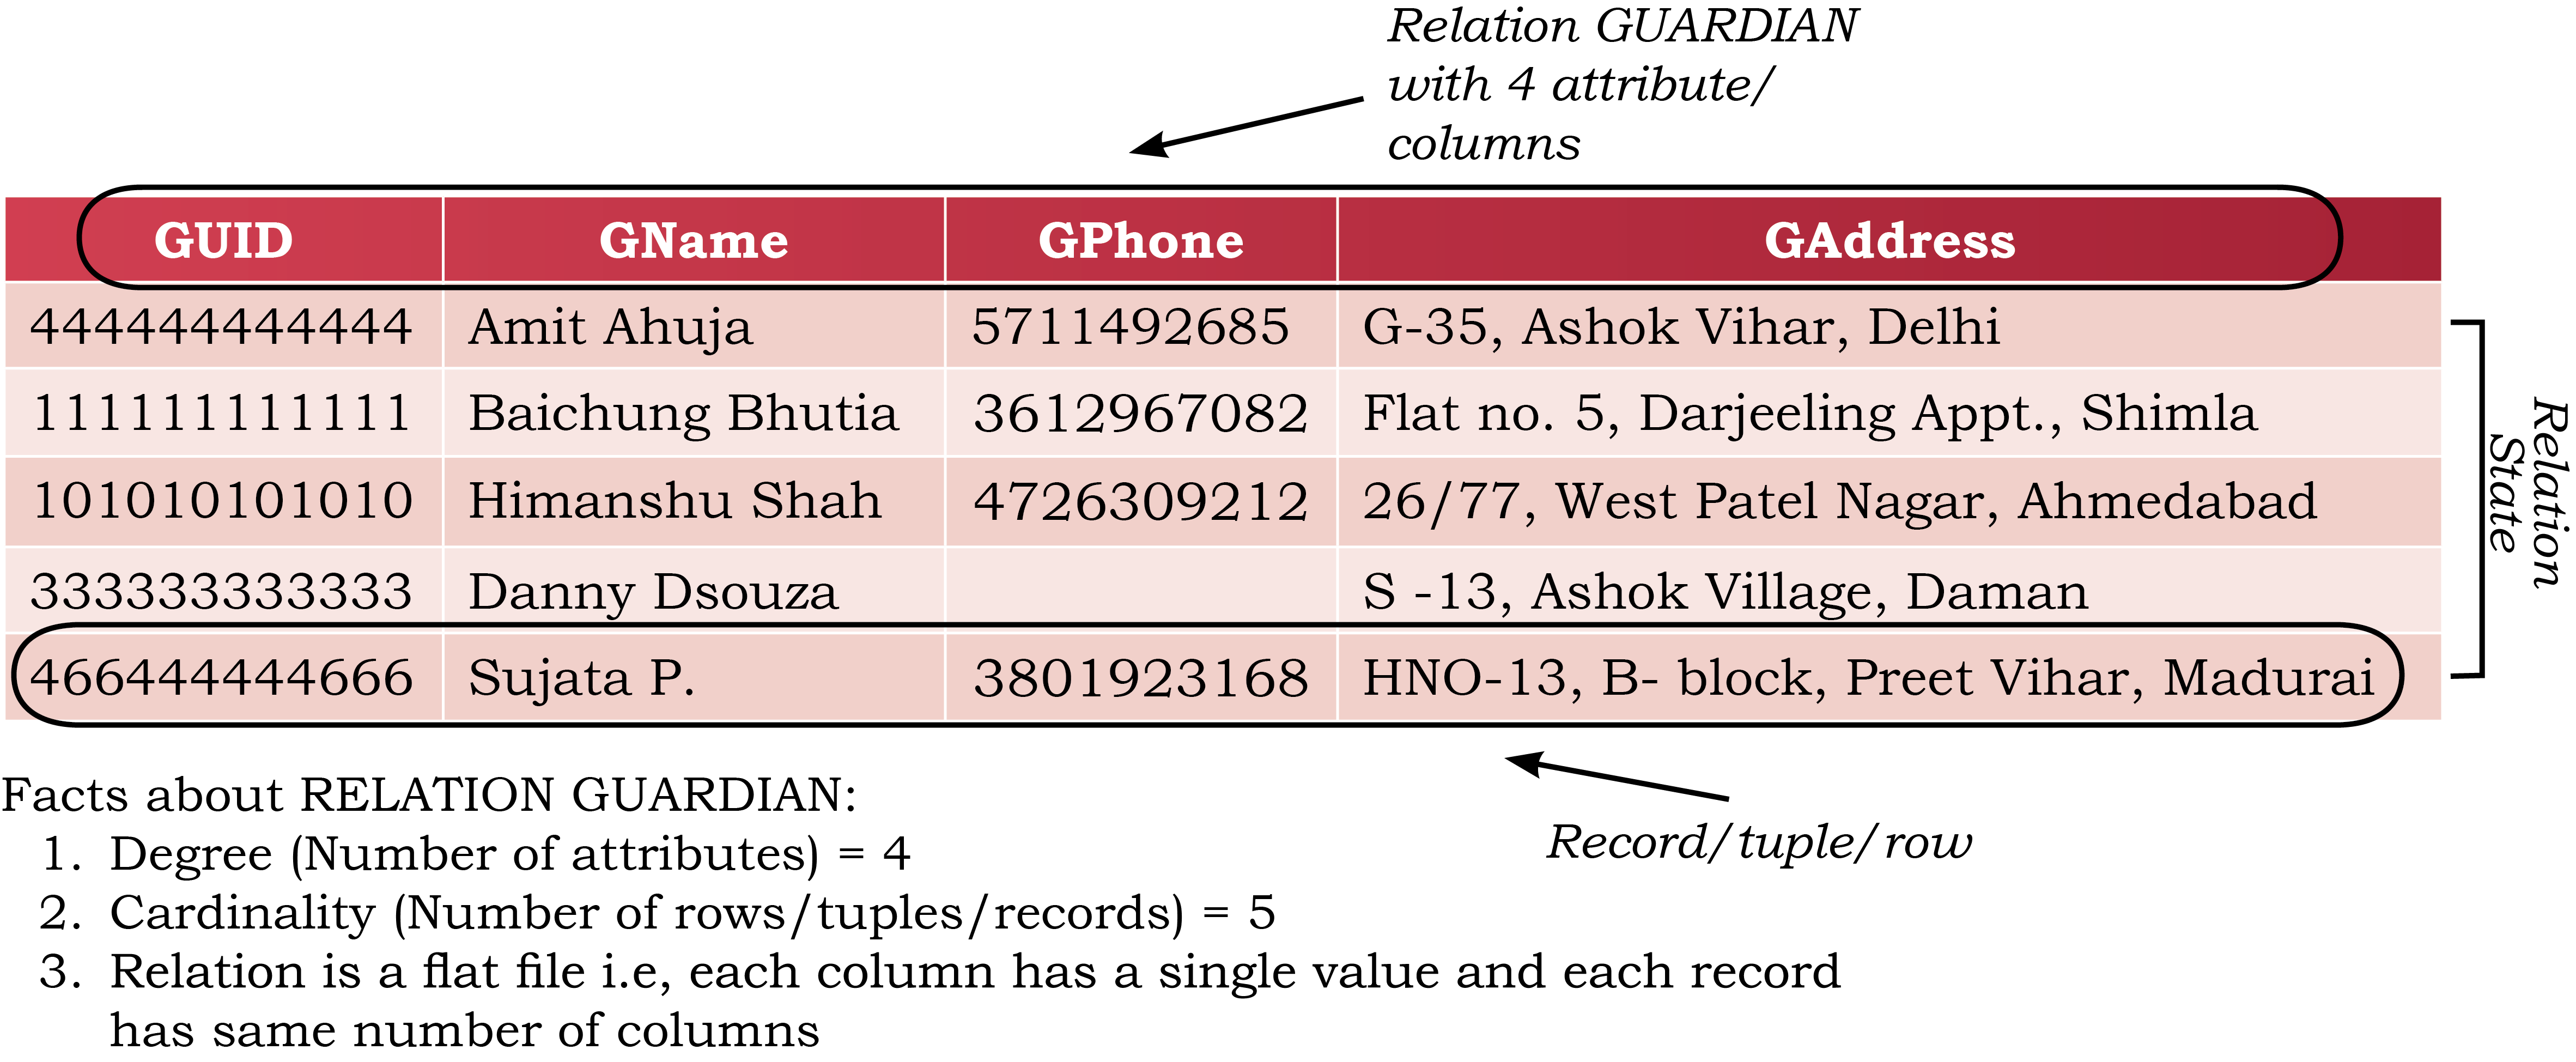 Relation GUARDIAN
with 4 attribute/
columns
GUID GName GPhone GAddress
444444444444 Amit Ahuja 5711492685 G-35, Ashok Vihar, Delhi
111111111111 Baichung Bhutia 3612967082 Flat no. 5, Darjeeling Appt., Shimla
101010101010 Himanshu Shah 4726309212 26/77, West Patel Nagar, Ahmedabad
333333333333 Danny Dsouza S -13, Ashok Village, Daman
466444444666 Sujata P. 3801923168 HNO-13, B- block, Preet Vihar, Madurai
Relation
State
Record/tuple/row
Facts about RELATION GUARDIAN:
1. Degree (Number of attributes) = 4
2. Cardinality (Number of rows/tuples/records) = 5
3. Relation is a flat file i.e, each column has a single value and each record
has same number of columns